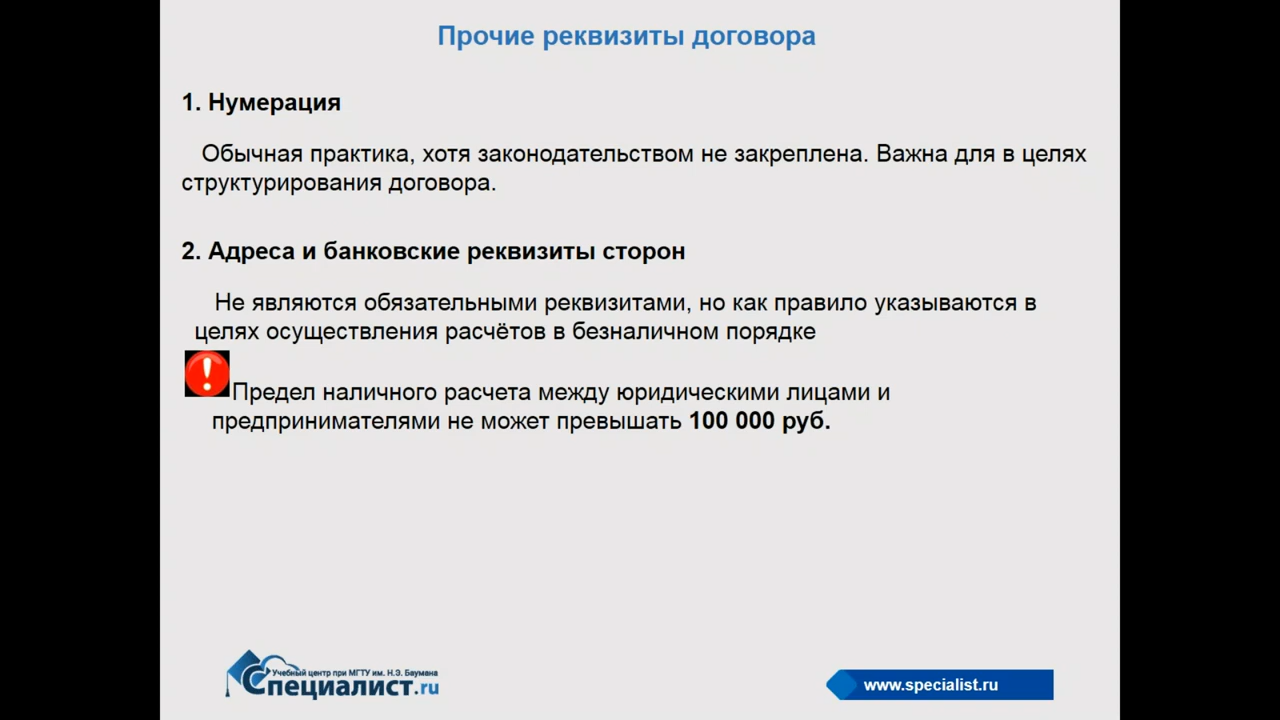 Прочие реквизиты договора
1. Нумерация
Обычная практика, хотя законодательством не закреплена. Важна для в целях
структурирования договора.
2. Адреса и банковские реквизиты сторон
Не являются обязательными реквизитами, но как правило указываются в
целях осуществления расчётов в безналичном порядке
Предел наличного расчета между юридическими лицами и
предпринимателями не может превышать 100 000 руб.
Учебный центр при МГТУ им. Н.Э. Баумана
Специалист.ru
www.specialist.ru